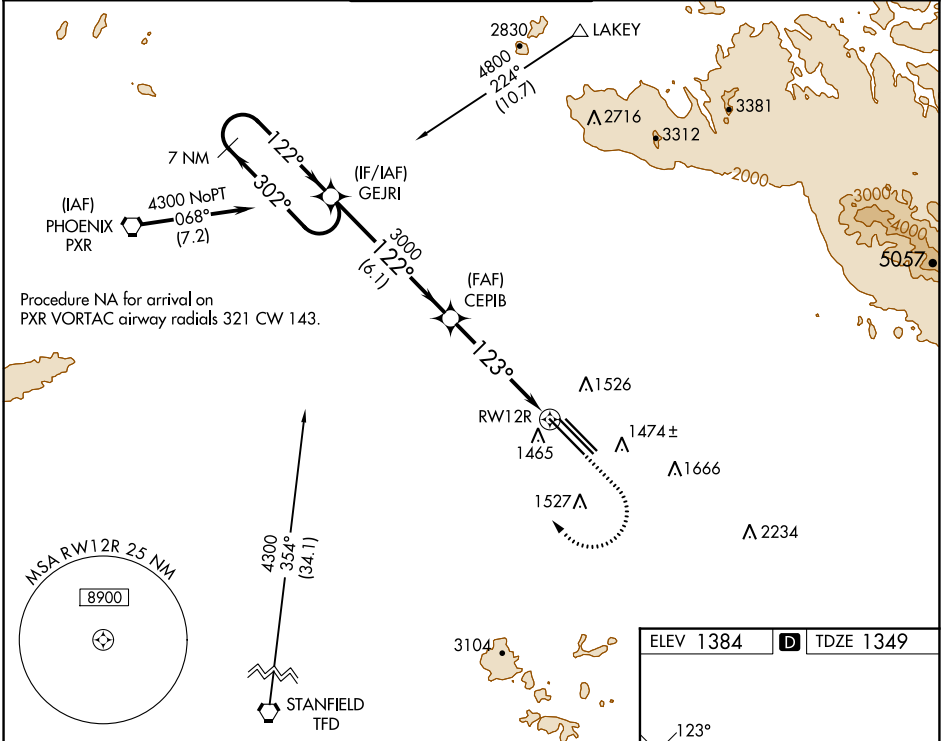 2830
LAKEY
4800
224°
(10.7)
2716
3381
3312
2000
3000
4000
5057
7 NM
122°
302°
(IF/IAF)
GEJRI
(IAF)
PHOENIX
PXR
4300 NoPT
068°
(7.2)
3000
122°
(6.1)
(FAF)
CEPIB
Procedure NA for arrival on
PXR VORTAC airway radials 321 CW 143.
123°
1526
RW12R
1465
1474±
1666
1527
2234
4300
354°
(34.1)
MSA RW12R 25 NM
8900
STANFIELD
TFD
3104
ELEV 1384 D TDZE 1349
123°